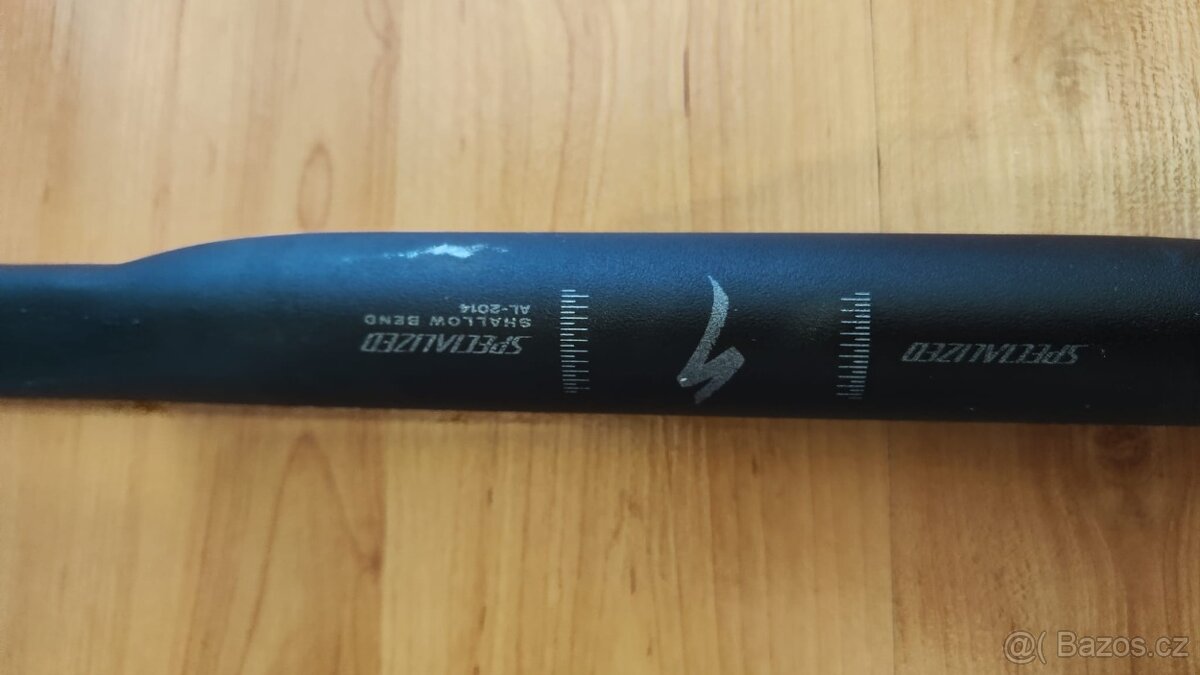 SPECIALIZED
SHALLOW BEND
AL-2014
SPECIALIZED
@( Bazos.cz